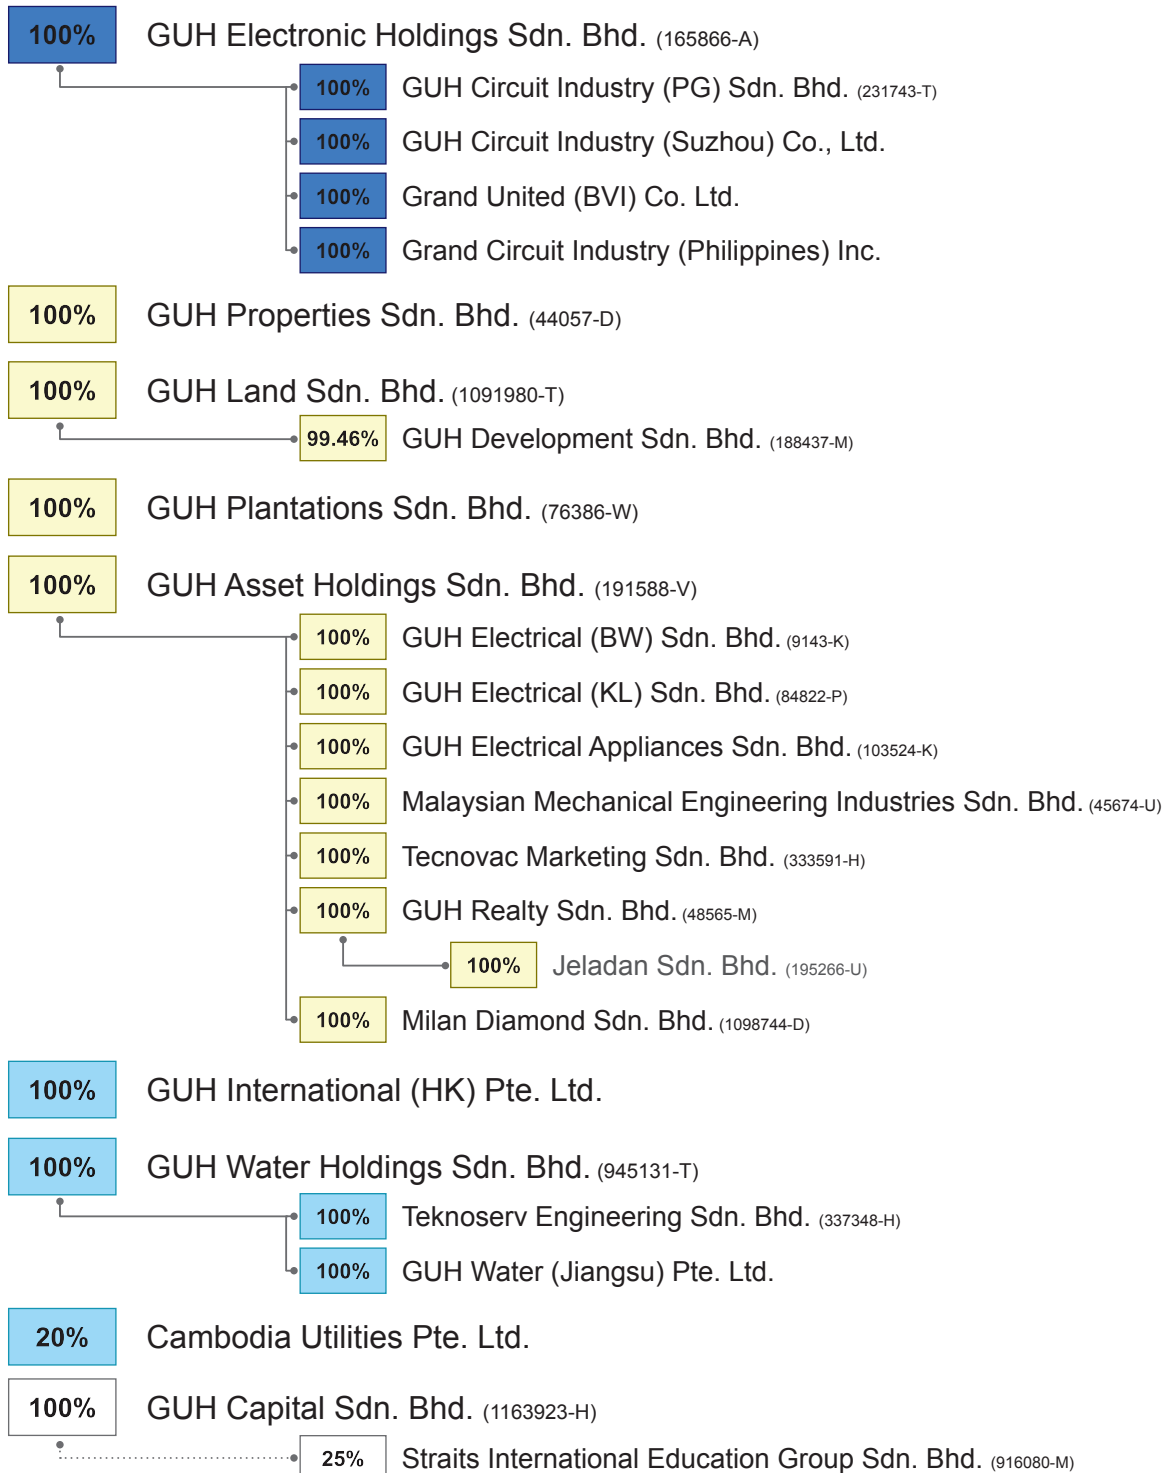 100% GUH Electronic Holdings Sdn. Bhd. (165866-A)
100% GUH Circuit Industry (PG) Sdn. Bhd. (231743-T)
100% GUH Circuit Industry (Suzhou) Co., Ltd.
100% Grand United (BVI) Co. Ltd.
100% Grand Circuit Industry (Philippines) Inc.
100% GUH Properties Sdn. Bhd. (44057-D)
100% GUH Land Sdn. Bhd. (1091980-T)
99.46% GUH Development Sdn. Bhd. (188437-M)
100% GUH Plantations Sdn. Bhd. (76386-W)
100% GUH Asset Holdings Sdn. Bhd. (191588-V)
100% GUH Electrical (BW) Sdn. Bhd. (9143-K)
100% GUH Electrical (KL) Sdn. Bhd. (84822-P)
100% GUH Electrical Appliances Sdn. Bhd. (103524-K)
100% Malaysian Mechanical Engineering Industries Sdn. Bhd. (45674-U)
100% Tecnovac Marketing Sdn. Bhd. (333591-H)
100% GUH Realty Sdn. Bhd. (48565-M)
100% Jeladan Sdn. Bhd. (195266-U)
100% Milan Diamond Sdn. Bhd. (1098744-D)
100% GUH International (HK) Pte. Ltd.
100% GUH Water Holdings Sdn. Bhd. (945131-T)
100% Teknoserv Engineering Sdn. Bhd. (337348-H)
100% GUH Water (Jiangsu) Pte. Ltd.
20% Cambodia Utilities Pte. Ltd.
100% GUH Capital Sdn. Bhd. (1163923-H)
25% Straits International Education Group Sdn. Bhd. (916080-M)